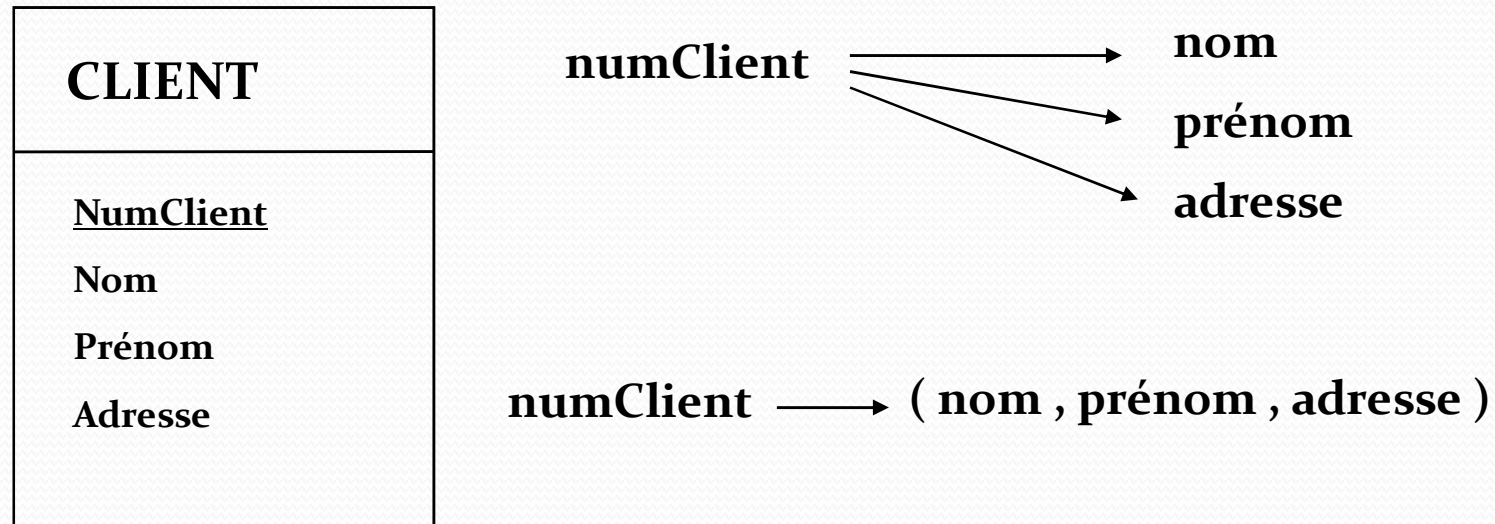 CLIENT
NumClient
Nom
Prénom
Adresse
numClient
nom
prénom
adresse
numClient ( nom , prénom , adresse )